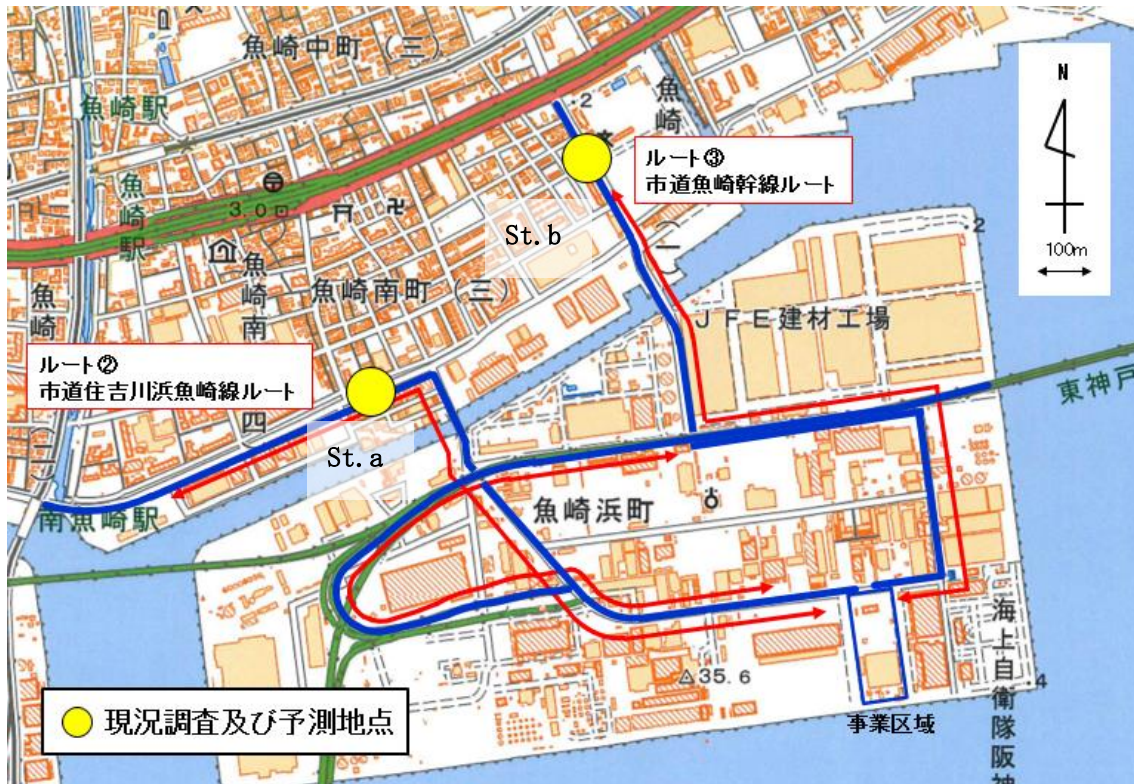 魚崎中町(三)
魚崎駅
魚崎駅
魚崎
3.0
魚崎南町(三)
魚崎南
四
魚崎
(一)
.2
St.b
ルート③
市道魚崎幹線ルート
N
100m
.2
JFE建材工場
東神戸
ルート②
市道住吉川浜魚崎線ルート
St.a
南魚崎駅
魚崎浜町
35.6
海上自衛隊阪神
.4
事業区域
現況調査及び予測地点